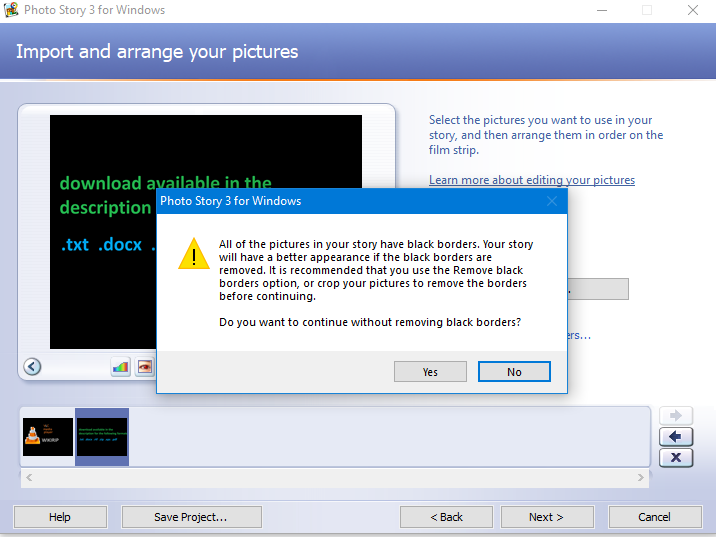 Photo Story 3 for Windows
Import and arrange your pictures
download available in the
description
.txt .docx .
Select the pictures you want to use in your
story, and then arrange them in order on the
film strip.
Learn more about editing your pictures
Photo Story 3 for Windows
All of the pictures in your story have black borders. Your story
will have a better appearance if the black borders are
removed. It is recommended that you use the Remove black
borders option, or crop your pictures to remove the borders
before continuing.
Do you want to continue without removing black borders?
Yes
No
ers...
Help
Save Project...
< Back
Next >
Cancel